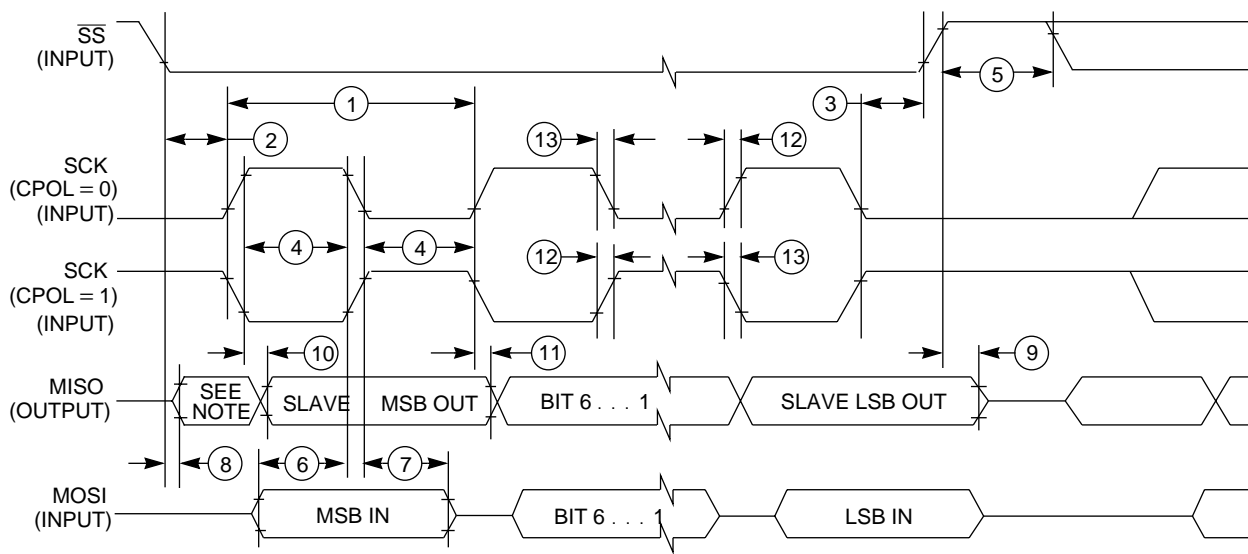 SS
(INPUT)
5
1
3
2
13
12
SCK
(CPOL = 0)
(INPUT)
4
4
12
13
SCK
(CPOL = 1)
(INPUT)
10
11
9
MISO
(OUTPUT)
SEE
NOTE
SLAVE
MSB OUT
BIT 6 . . . 1
SLAVE LSB OUT
8
6
7
MOSI
(INPUT)
MSB IN
BIT 6 . . . 1
LSB IN